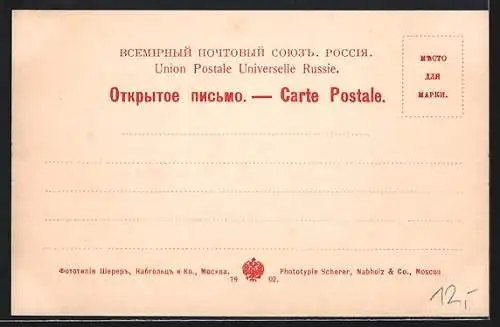 ВСЕМІРНЫЙ ПОЧТОВЫЙ СОЮЗЪ. РОССІЯ.
Union Postale Universelle Russie.
Открытое письмо. — Carte Postale.
МѢСТО
ДЛЯ
МАРКИ.
Фототипія Шереръ, Набгольцъ и Ко., Москва.
19 02.
Phototypie Scherer, Nabholz & Co., Moscou
12,-